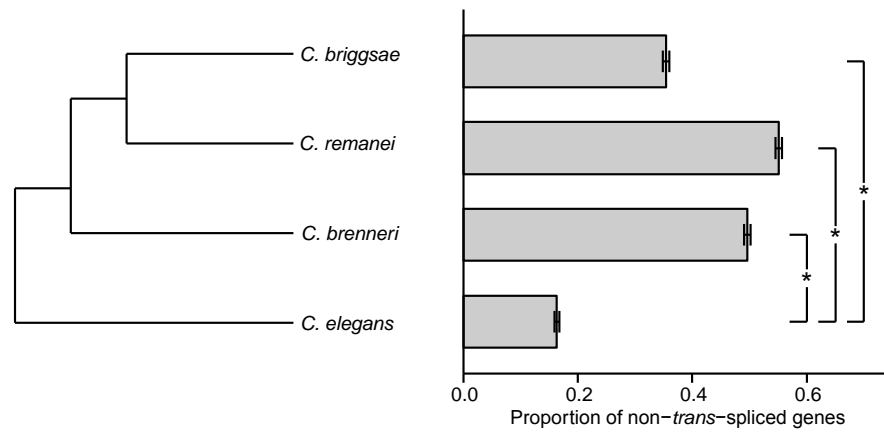 C. briggsae
C. remanei
C. brenneri
C. elegans
*
*
*
0.0 0.2 0.4 0.6
Proportion of non−trans−spliced genes